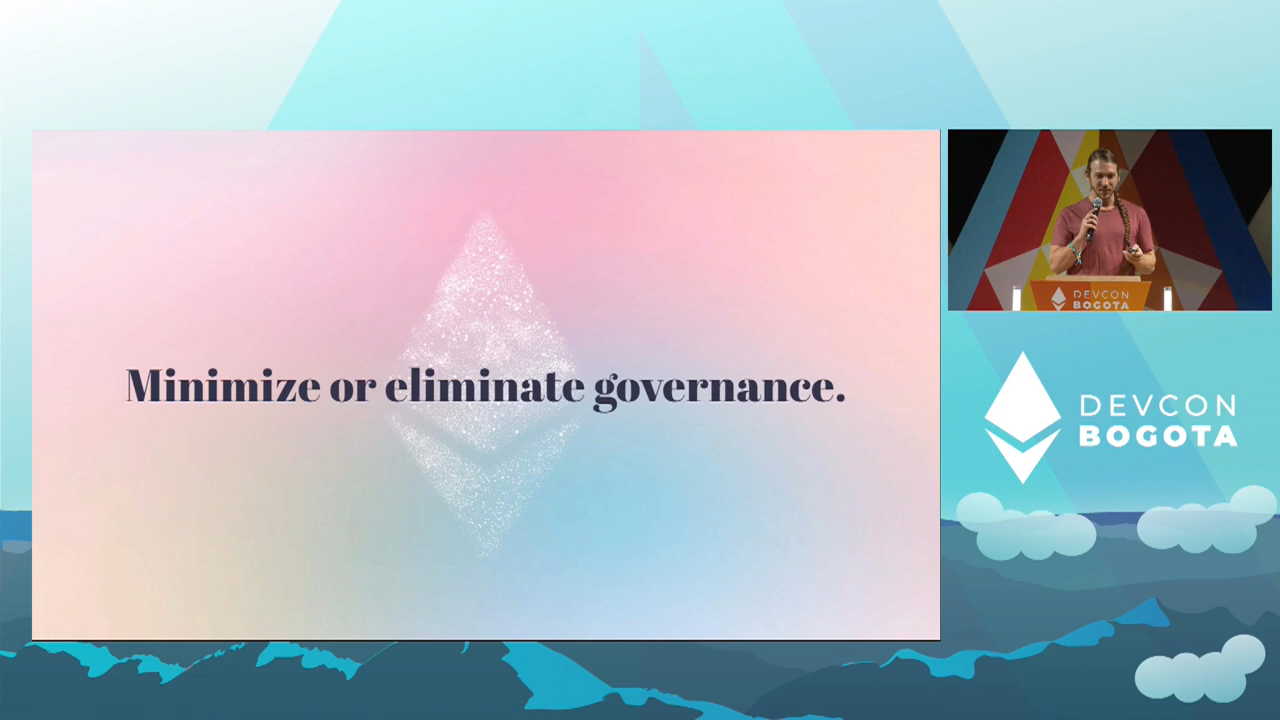 Minimize or eliminate governance.
DEVCON
BOGOTA
DEVCON
BOGOTA